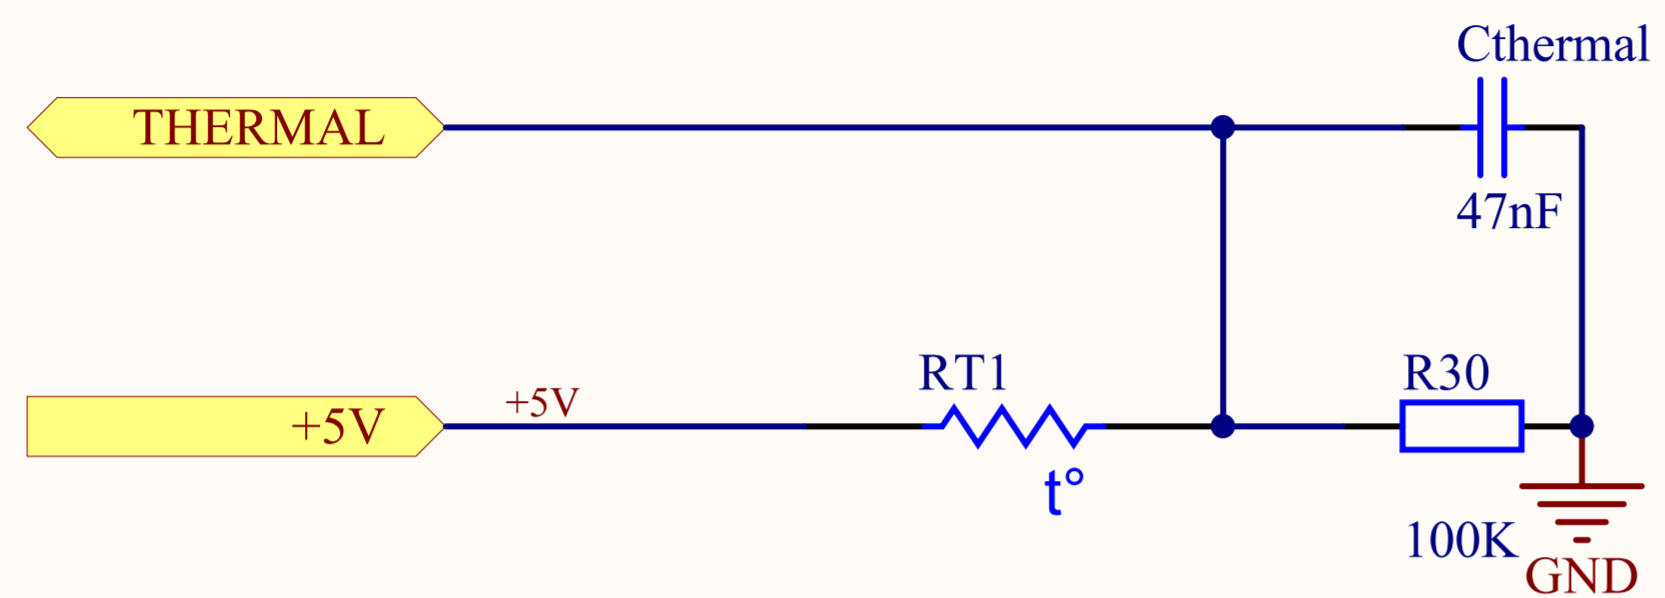 Cthermal
THERMAL
47nF
RT1
R30
+5V
+5V
t°
100K
GND